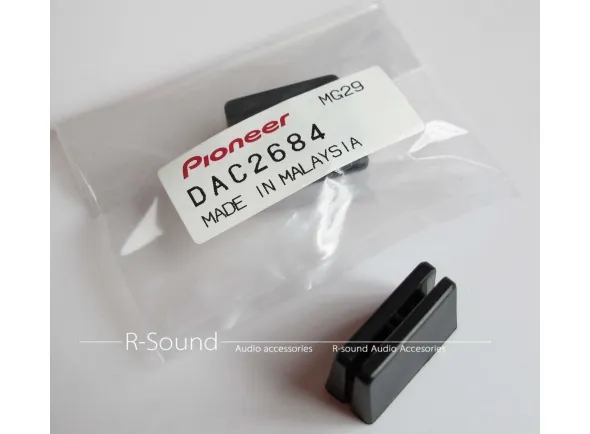 MG29
Pioneer
DAC2684
MADE IN MALAYSIA
R-Sound Audio accessories R-sound Audio Accesories